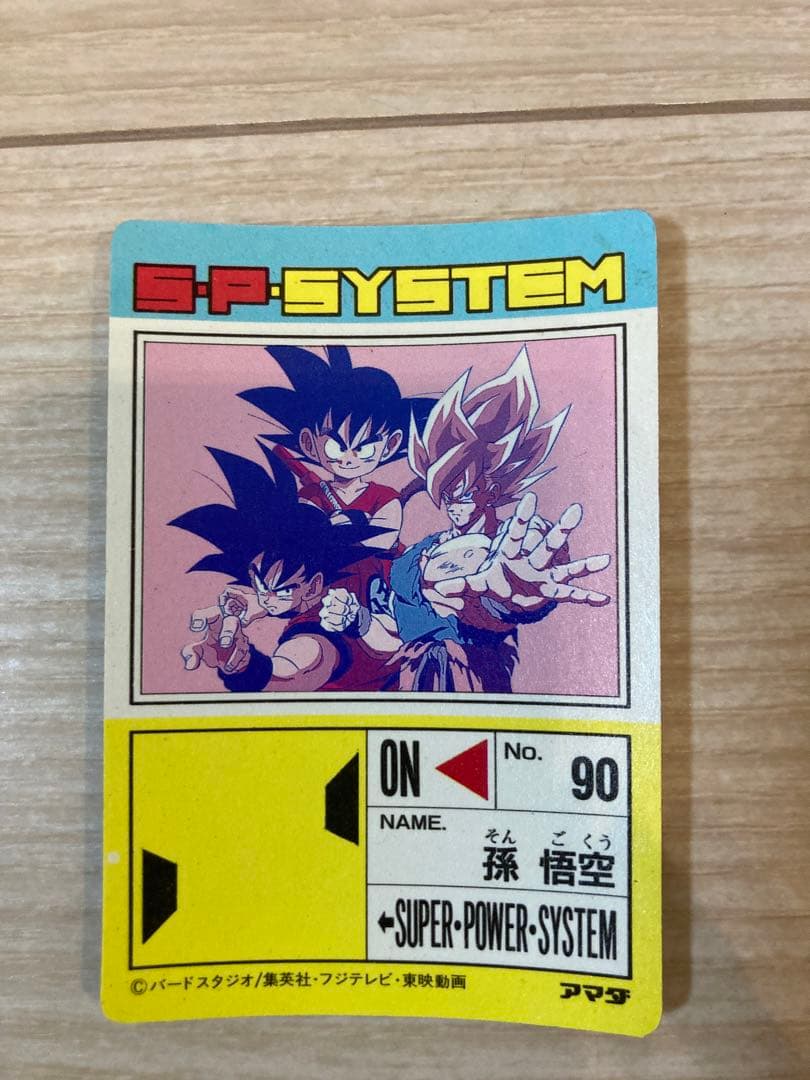 S·P·SYSTEM
ON
No. 90
NAME.
そん ご くう
孫 悟空
←SUPER·POWER·SYSTEM
©バードスタジオ/集英社・フジテレビ・東映動画
アマダ